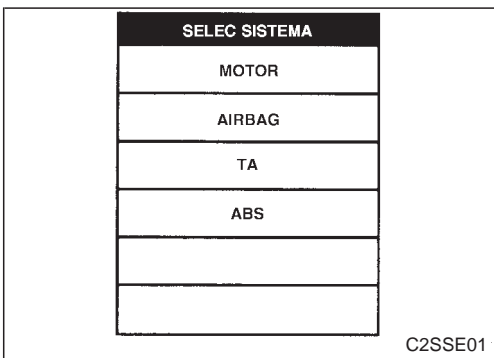 SELEC SISTEMA
MOTOR
AIRBAG
TA
ABS
C2SSE01